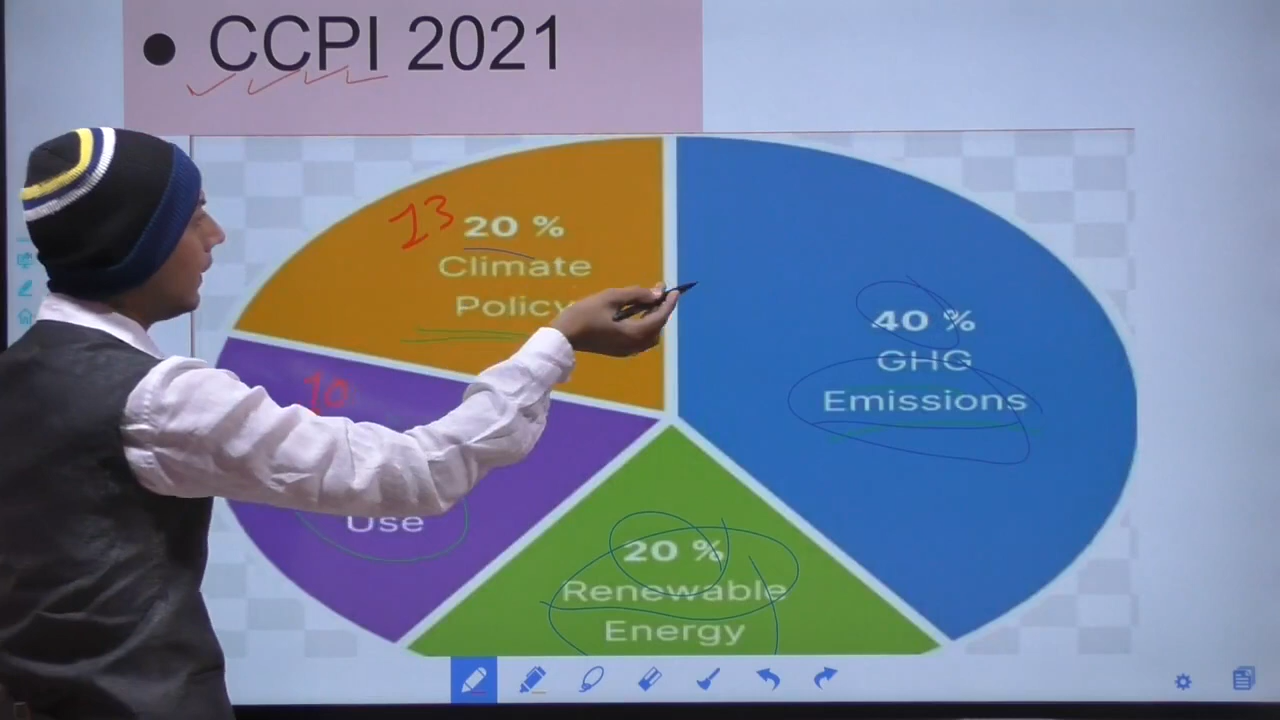 • CCPI 2021
13 20 %
Climate
Policy
40 %
GHG
Emissions
10
Use
20 %
Renewable
Energy